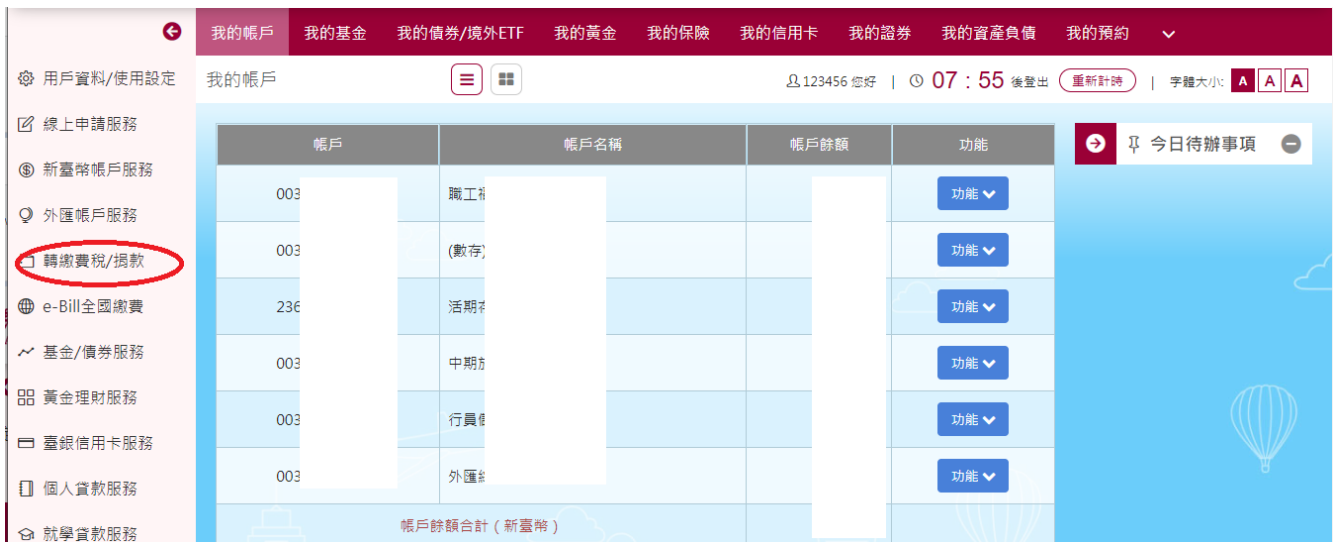 我的帳戶 我的基金 我的債券/境外ETF 我的黃金 我的保險 我的信用卡 我的證券 我的資產負債 我的預約
我的帳戶 123456 您好 | 07：55 後登出 重新計時 | 字體大小: A A A
用戶資料/使用設定
線上申請服務
新臺幣帳戶服務
外匯帳戶服務
轉繳費稅/捐款
e-Bill全國繳費
基金/債券服務
黃金理財服務
臺銀信用卡服務
個人貸款服務
就學貸款服務
帳戶 帳戶名稱 帳戶餘額 功能
003 職工 功能
003 (數存) 功能
236 活期 功能
003 中期 功能
003 行員 功能
003 外匯 功能
帳戶餘額合計 ( 新臺幣 )
今日待辦事項